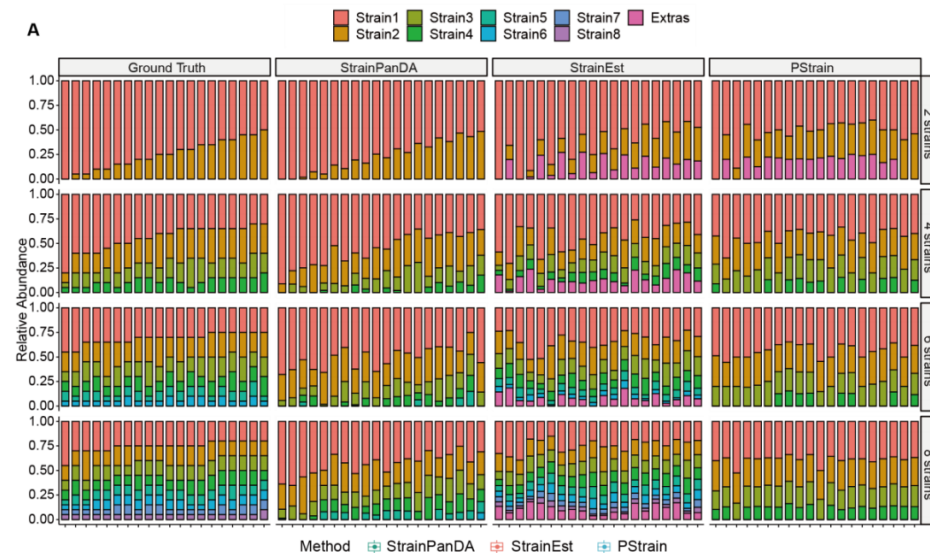 A
Strain1 Strain3 Strain5 Strain7 Extras
Strain2 Strain4 Strain6 Strain8
Ground Truth StrainPanDA StrainEst PStrain
Relative Abundance
1.00
0.75
0.50
0.25
0.00
2 strains
1.00
0.75
0.50
0.25
0.00
4 strains
1.00
0.75
0.50
0.25
0.00
6 strains
1.00
0.75
0.50
0.25
0.00
8 strains
Method StrainPanDA StrainEst PStrain